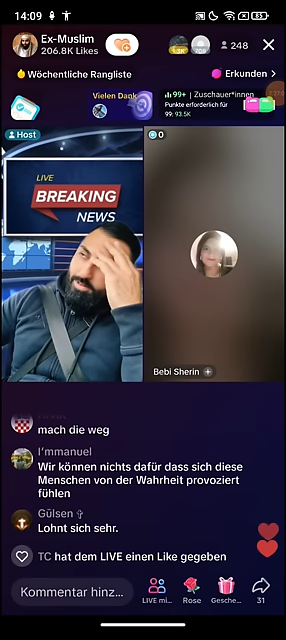 14:09
85
Ex-Muslim
206.8K Likes
248
Wöchentliche Rangliste
Erkunden >
Vielen Dank
99+ | Zuschauer*innen
Punkte erforderlich für
99: 93.5K
Host
0
LIVE
BREAKING
NEWS
Bebi Sherin +
mach die weg
I'mmanuel
Wir können nichts dafür dass sich diese
Menschen von der Wahrheit provoziert
fühlen
Gülsen ✞
Lohnt sich sehr.
TC hat dem LIVE einen Like gegeben
Kommentar hinz...
LIVE mi...
Rose
Gesche...
31